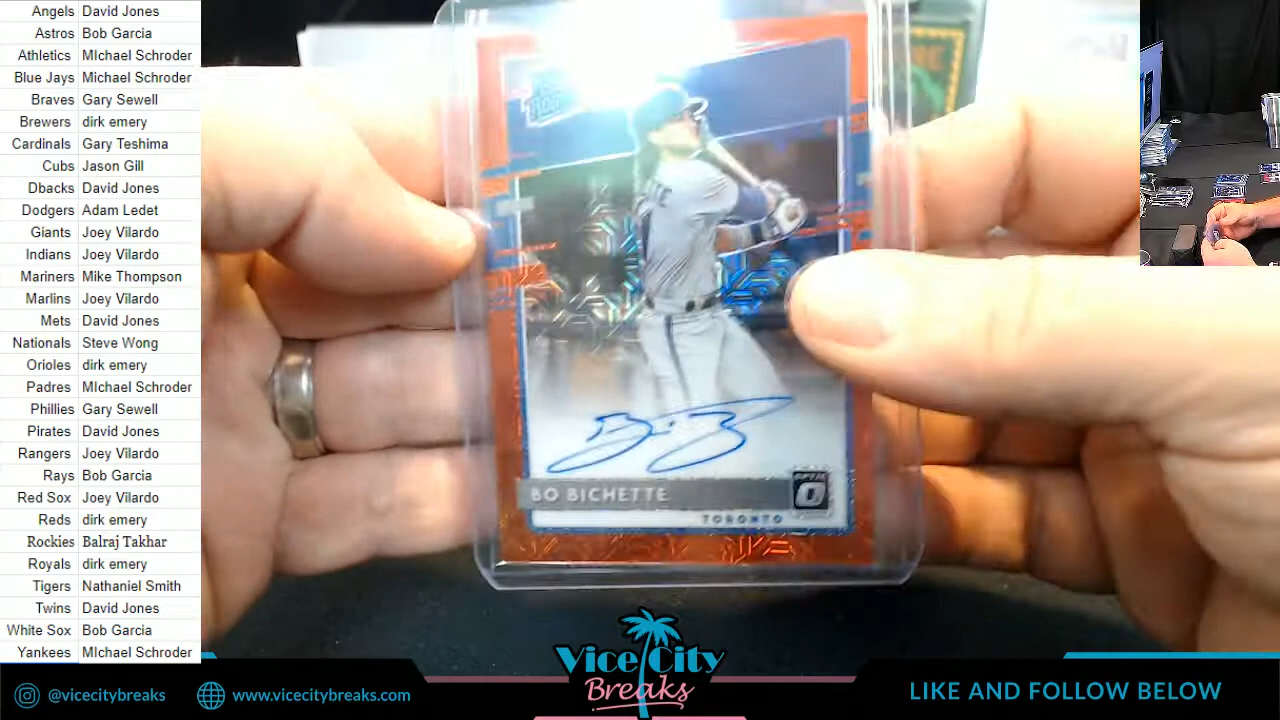 Angels David Jones
Astros Bob Garcia
Athletics MIchael Schroder
Blue Jays Michael Schroder
Braves Gary Sewell
Brewers dirk emery
Cardinals Gary Teshima
Cubs Jason Gill
Dbacks David Jones
Dodgers Adam Ledet
Giants Joey Vilardo
Indians Joey Vilardo
Mariners Mike Thompson
Marlins Joey Vilardo
Mets David Jones
Nationals Steve Wong
Orioles dirk emery
Padres MIchael Schroder
Phillies Gary Sewell
Pirates David Jones
Rangers Joey Vilardo
Rays Bob Garcia
Red Sox Joey Vilardo
Reds dirk emery
Rockies Balraj Takhar
Royals dirk emery
Tigers Nathaniel Smith
Twins David Jones
White Sox Bob Garcia
Yankees MIchael Schroder
BO BICHETTE
OPTIC
TORONTO
@vicecitybreaks
www.vicecitybreaks.com
Vice City
Breaks
LIKE AND FOLLOW BELOW